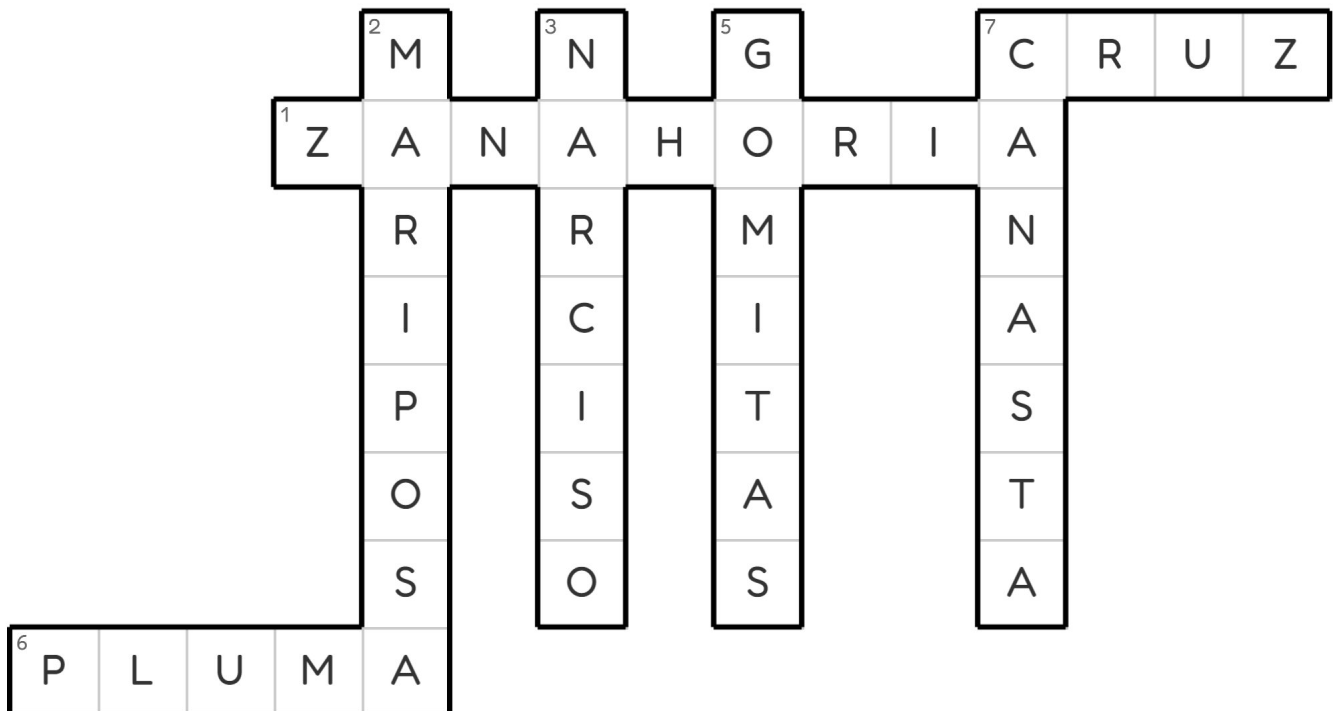 2 M 3 N 5 G 7 C R U Z
1 Z A N A H O R I A
R R M N
I C I A
P I T S
O S A T
S O S A
6 P L U M A